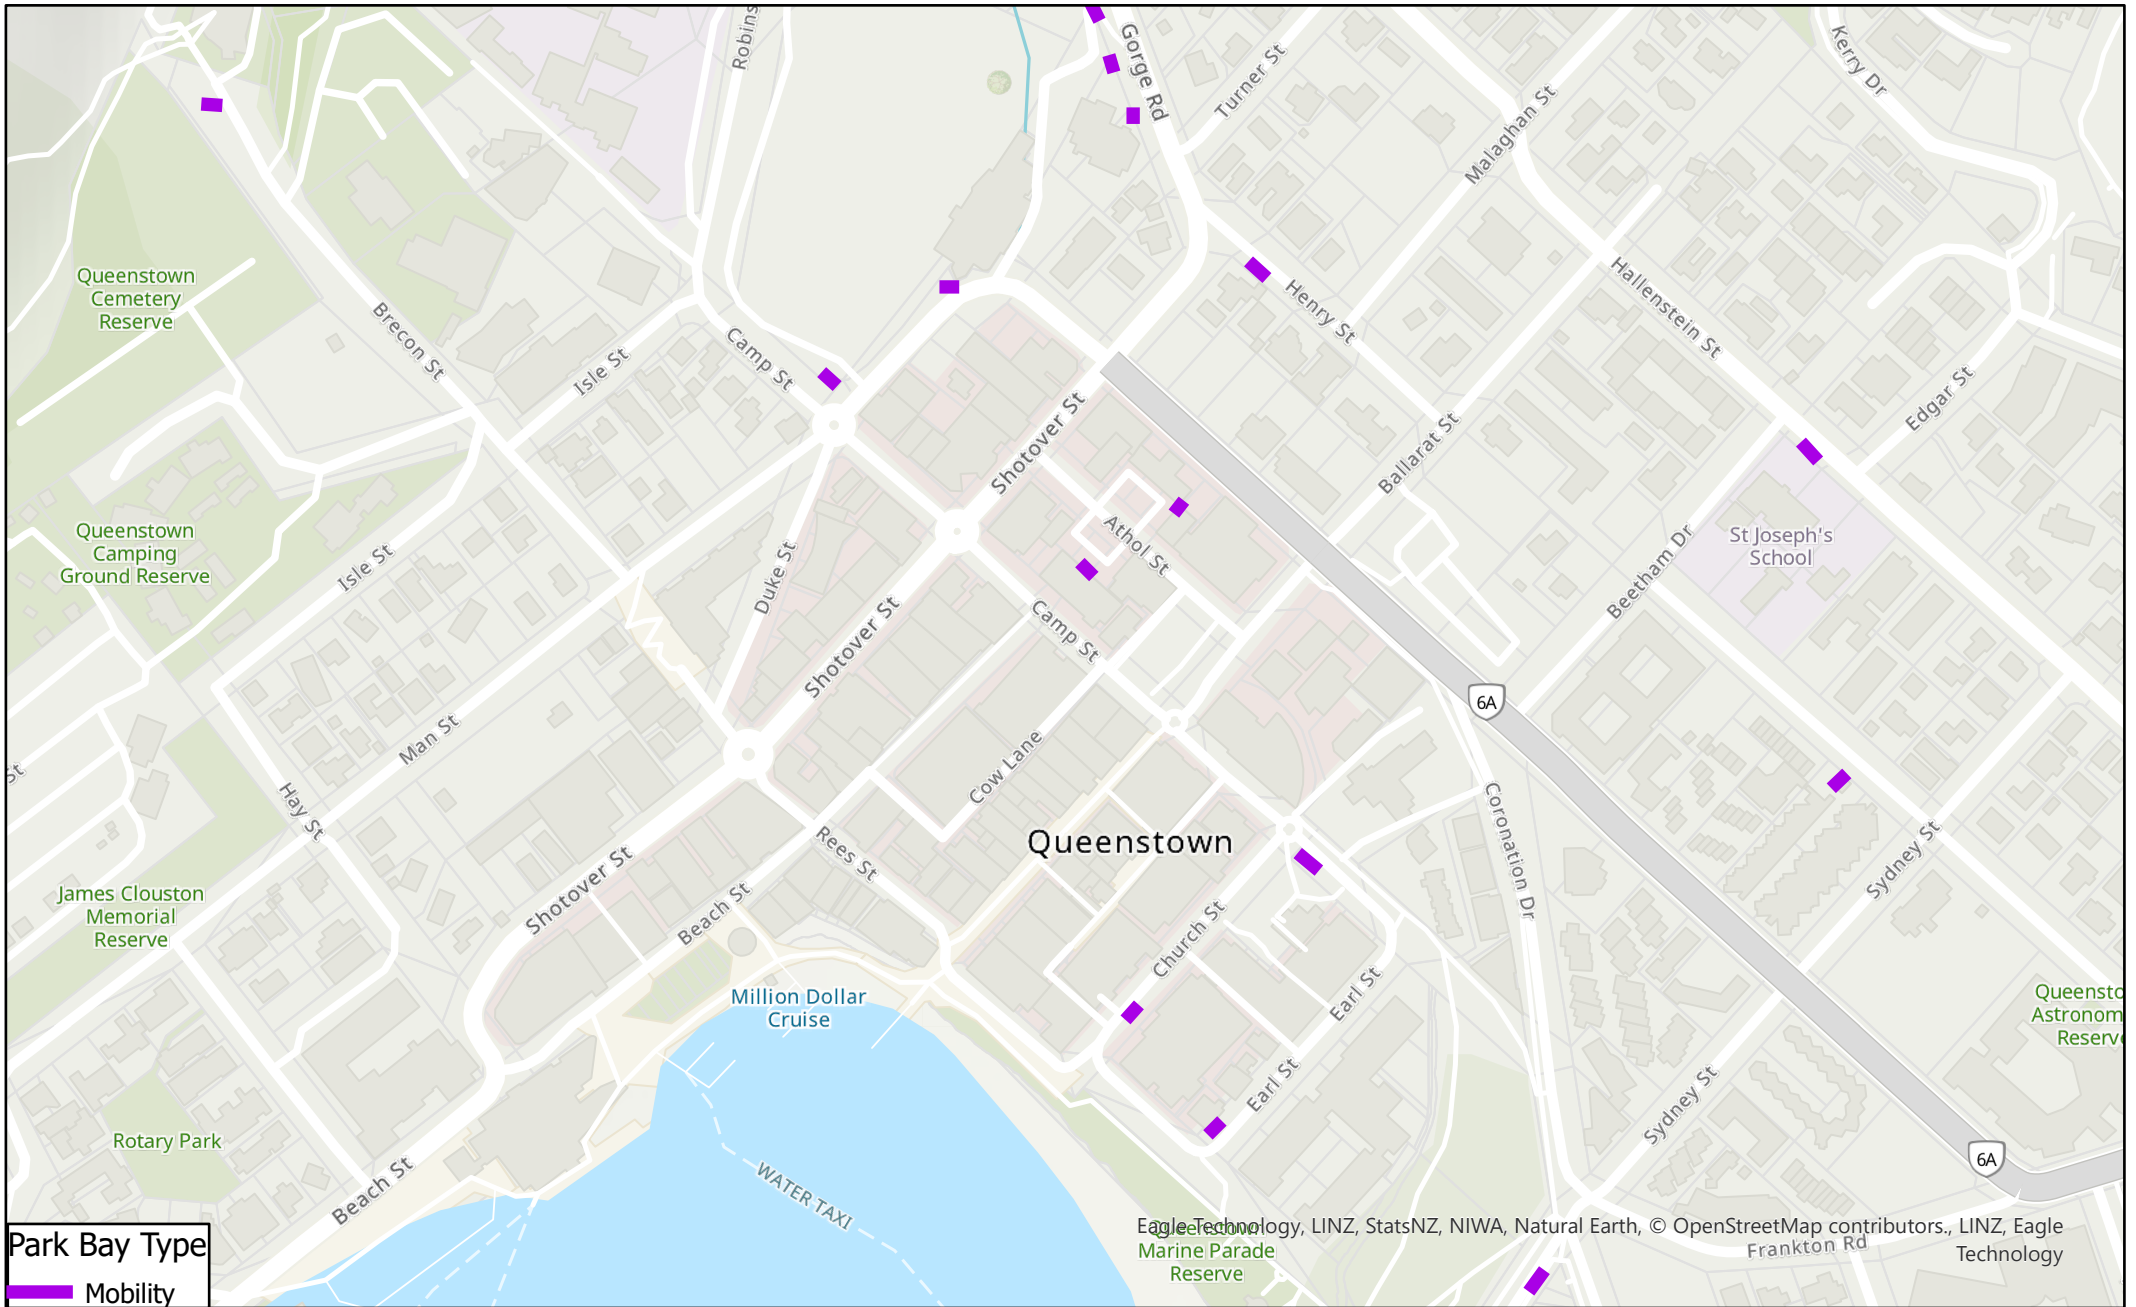 Robins
Gorge Rd
Turner St
Kerry Dr
Malaghan St
Queenstown
Cemetery
Reserve
Brecon St
Isle St
Camp St
Henry St
Hallenstein St
Edgar St
Shotover St
Ballarat St
Queenstown
Camping
Ground Reserve
Isle St
Duke St
Athol St
St Joseph's
School
Beetham Dr
Shotover St
Camp St
6A
Man St
St
Cow Lane
Hay St
Coronation Dr
Queenstown
Rees St
Sydney St
Shotover St
Beach St
James Clouston
Memorial
Reserve
Church St
Million Dollar
Cruise
Earl St
Queensto
Astronom
Reserve
Earl St
Sydney St
Rotary Park
6A
Beach St
WATER TAXI
Queenstown
Marine Parade
Reserve
Frankton Rd
Eagle Technology, LINZ, StatsNZ, NIWA, Natural Earth, © OpenStreetMap contributors., LINZ, Eagle
Technology
Park Bay Type
Mobility